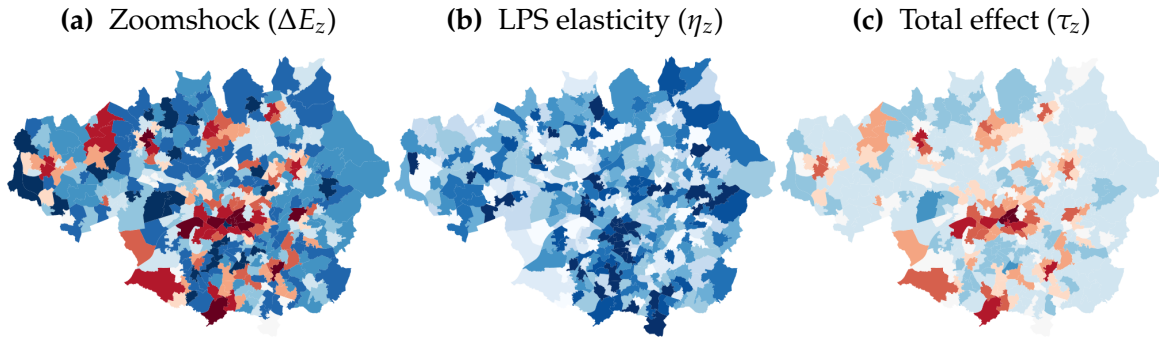 (a) Zoomshock (ΔE_z) (b) LPS elasticity (η_z) (c) Total effect (τ_z)